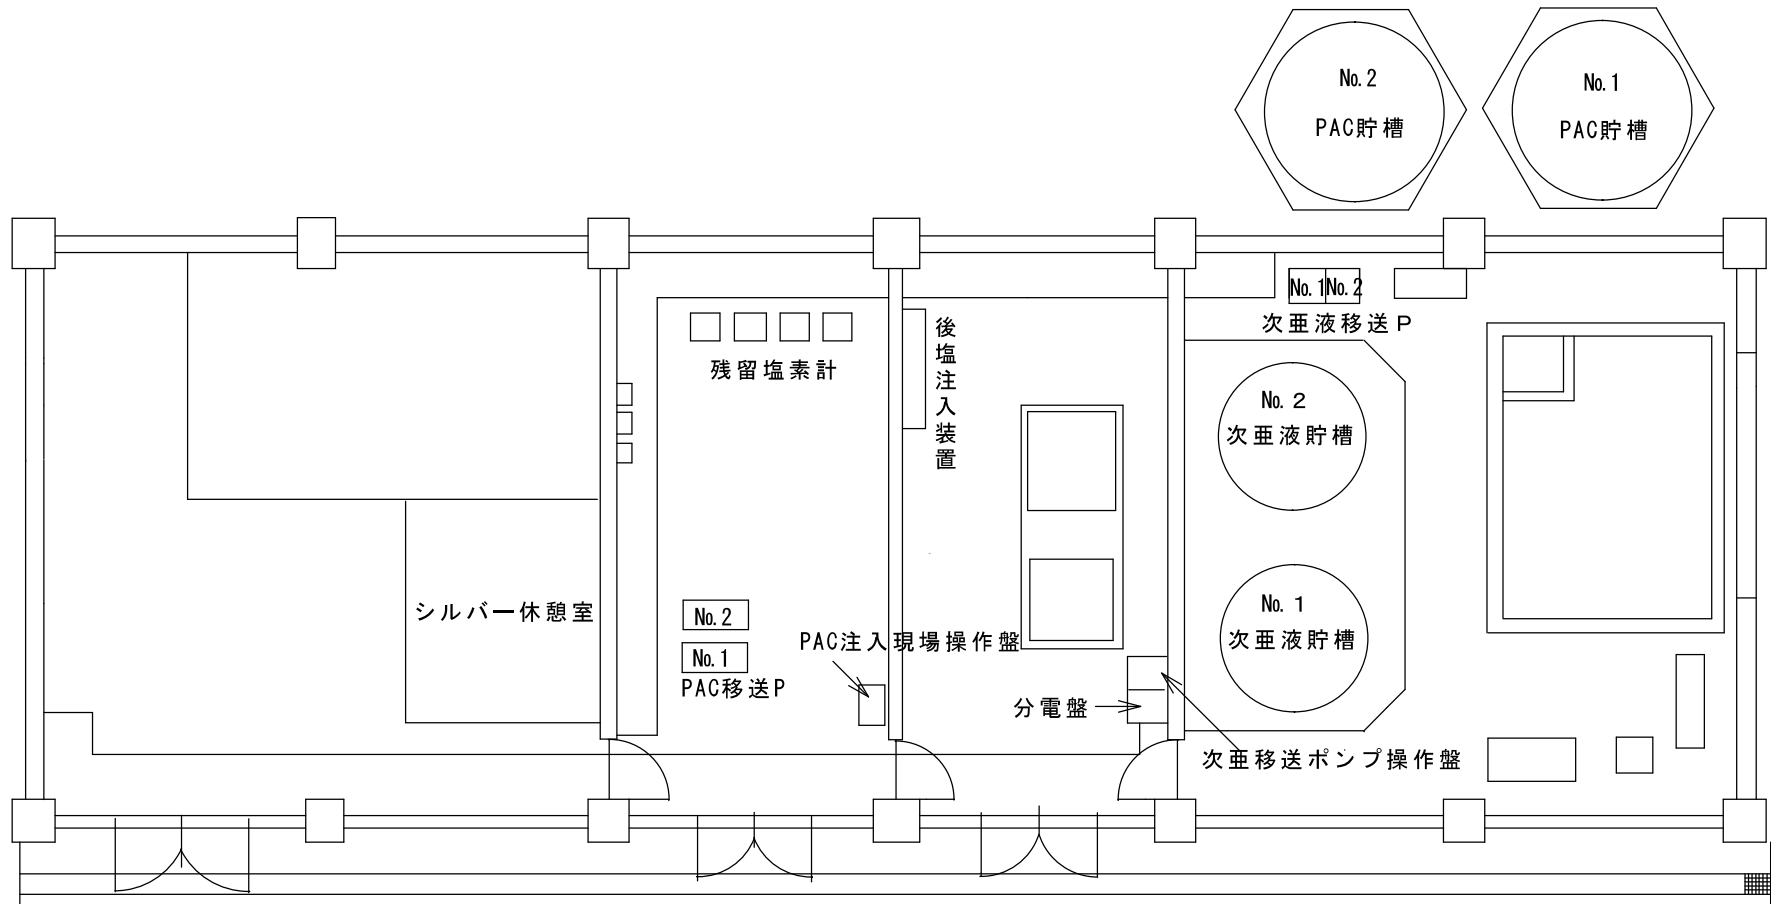 No.2
PAC貯槽
No.1
PAC貯槽
No.1
No.2
次亜液移送P
残留塩素計
後塩注入装置
No.2
次亜液貯槽
No.1
次亜液貯槽
シルバー休憩室
No.2
No.1
PAC移送P
PAC注入現場操作盤
分電盤
次亜移送ポンプ操作盤